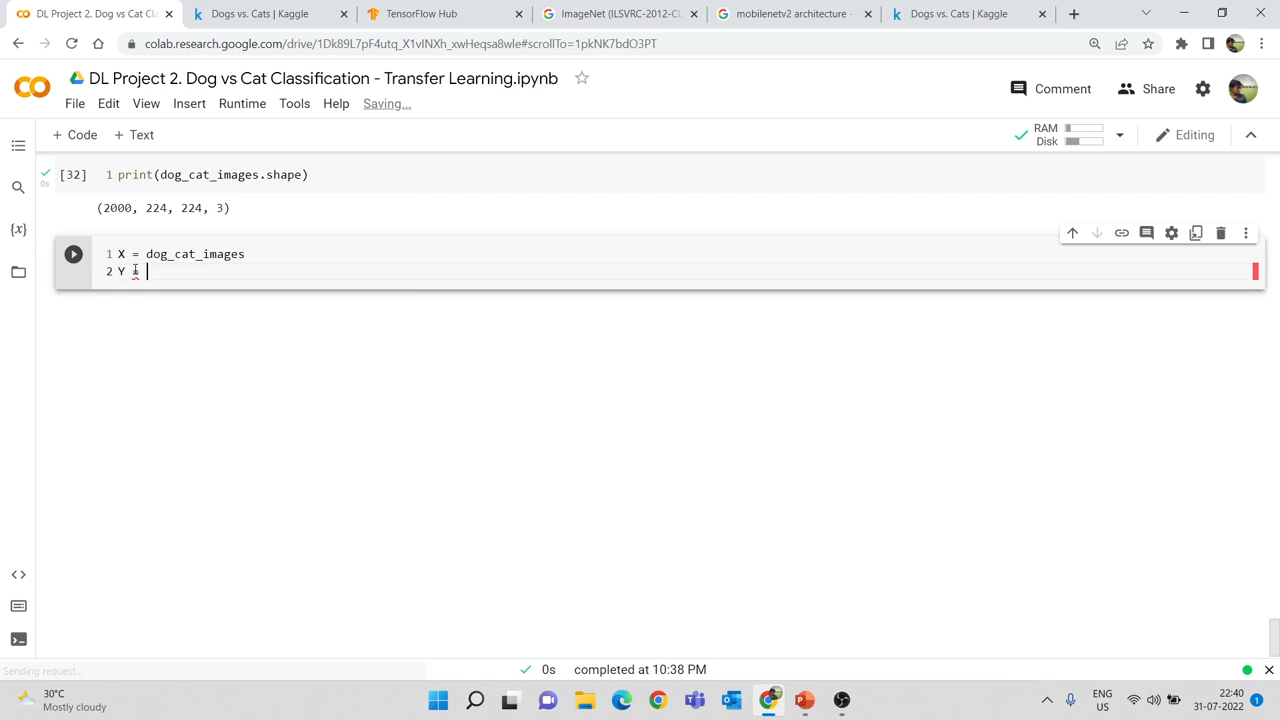 DL Project 2. Dog vs Cat Cl
Dogs vs. Cats | Kaggle
TensorFlow Hub
ImageNet (ILSVRC-2012-CL
mobilenetv2 architecture -
Dogs vs. Cats | Kaggle
colab.research.google.com/drive/1Dk89L7pF4utq_X1vINXh_xwHeqsa8wle#scrollTo=1pkNK7bdO3PT
DL Project 2. Dog vs Cat Classification - Transfer Learning.ipynb
Comment
Share
File Edit View Insert Runtime Tools Help Saving...
+ Code + Text
RAM
Disk
Editing
[32] 1 print(dog_cat_images.shape)
0s
(2000, 224, 224, 3)
{x}
1 X = dog_cat_images
2 Y =
Sending request...
0s completed at 10:38 PM
30°C
Mostly cloudy
ENG
US
22:40
31-07-2022
1